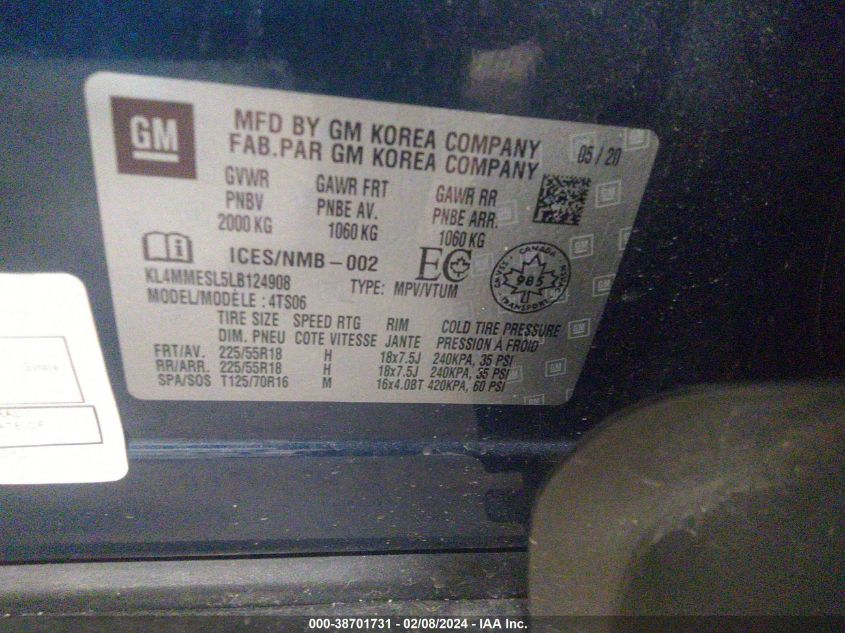 GM
MFD BY GM KOREA COMPANY
FAB.PAR GM KOREA COMPANY
05 / 20
GVWR GAWR FRT GAWR RR
PNBV PNBE AV. PNBE ARR.
2000 KG 1060 KG 1060 KG
ICES/NMB-002 EC
KL4MMESL5LB124908 TYPE: MPV/VTUM
MODEL/MODÈLE : 4TS06
CANADA 985 TRANSPORT
TIRE SIZE SPEED RTG RIM COLD TIRE PRESSURE
DIM. PNEU COTE VITESSE JANTE PRESSION A FROID
FRT/AV. 225/55R18 H 18x7.5J 240KPA, 35 PSI
RR/ARR. 225/55R18 H 18x7.5J 240KPA, 35 PSI
SPA/SOS T125/70R16 M 16x4.0BT 420KPA, 60 PSI
000-38701731 - 02/08/2024 - IAA Inc.